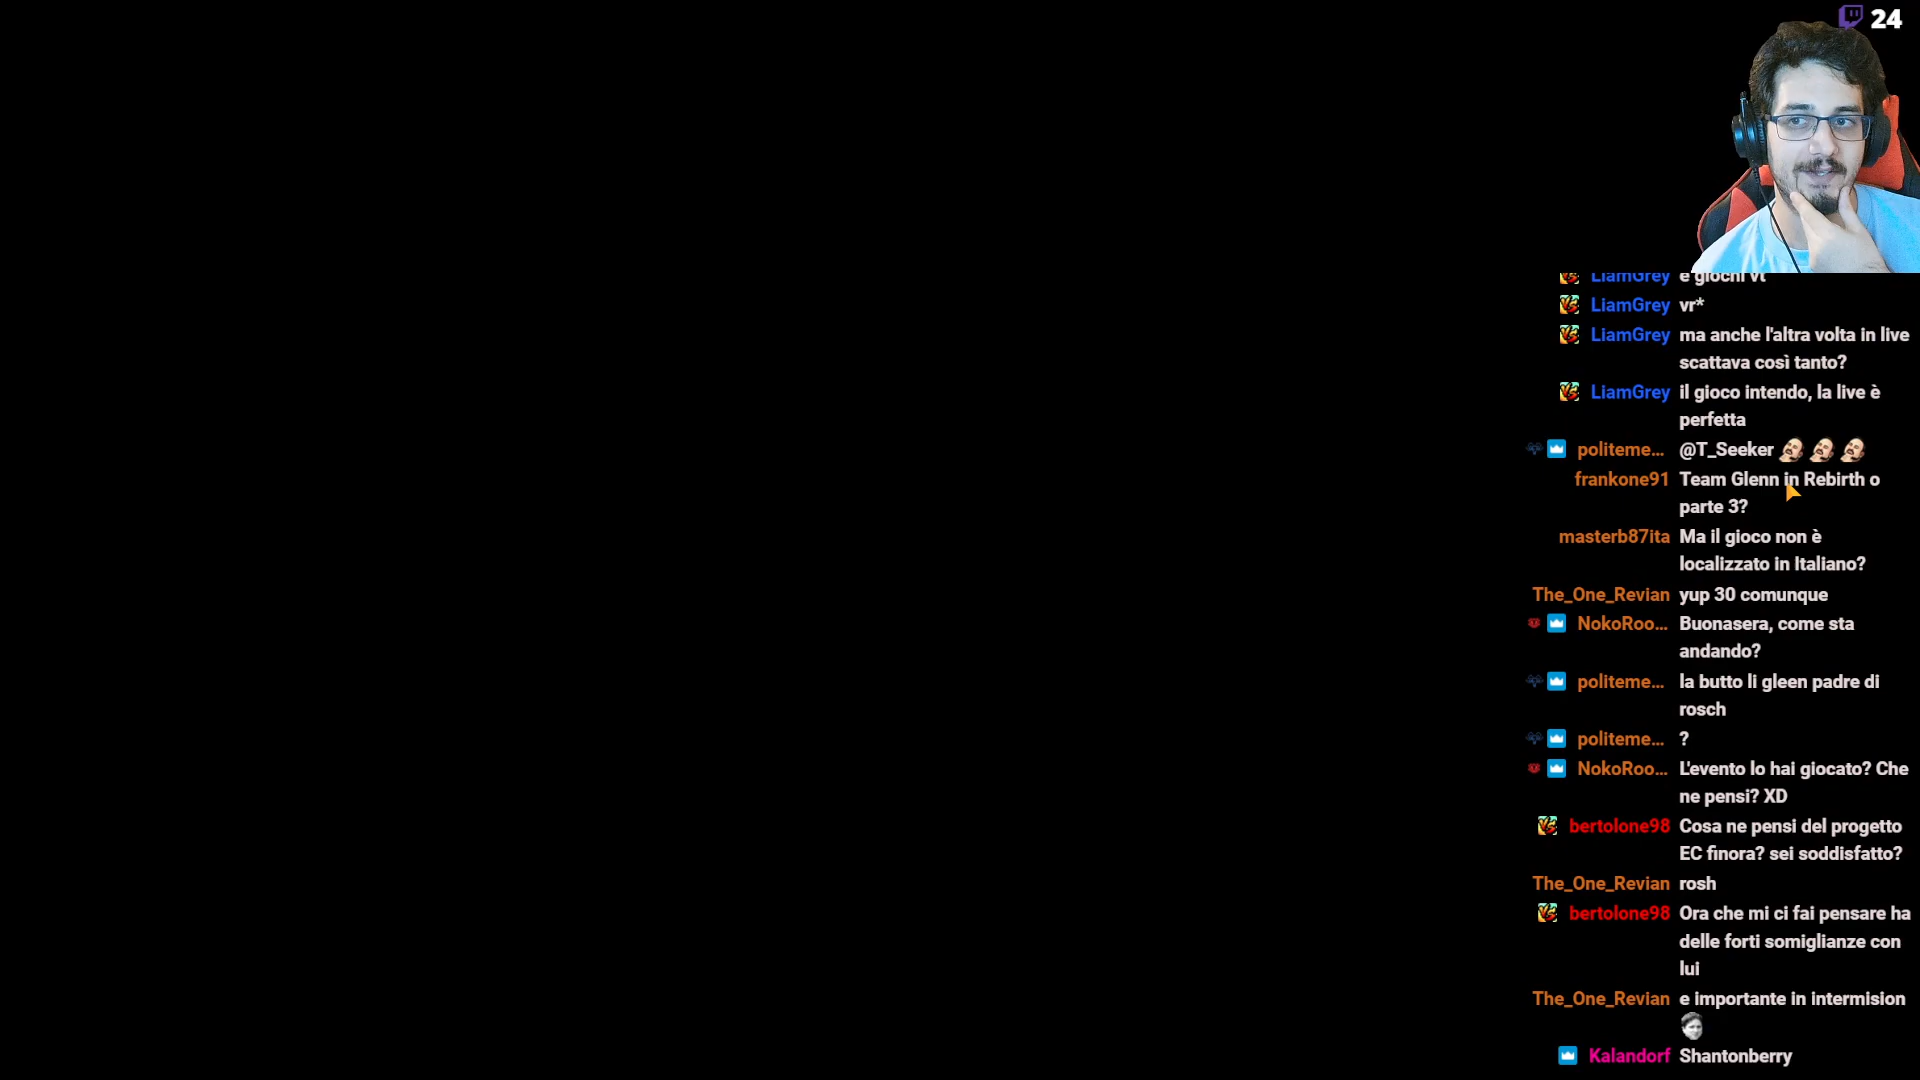 24
LiamGrey e giochi vt
LiamGrey vr*
LiamGrey ma anche l'altra volta in live
scattava così tanto?
LiamGrey il gioco intendo, la live è
perfetta
politeme... @T_Seeker
frankone91 Team Glenn in Rebirth o
parte 3?
masterb87ita Ma il gioco non è
localizzato in Italiano?
The_One_Revian yup 30 comunque
NokoRoo... Buonasera, come sta
andando?
politeme... la butto li gleen padre di
rosch
politeme... ?
NokoRoo... L'evento lo hai giocato? Che
ne pensi? XD
bertolone98 Cosa ne pensi del progetto
EC finora? sei soddisfatto?
The_One_Revian rosh
bertolone98 Ora che mi ci fai pensare ha
delle forti somiglianze con
lui
The_One_Revian e importante in intermision
Kalandorf Shantonberry